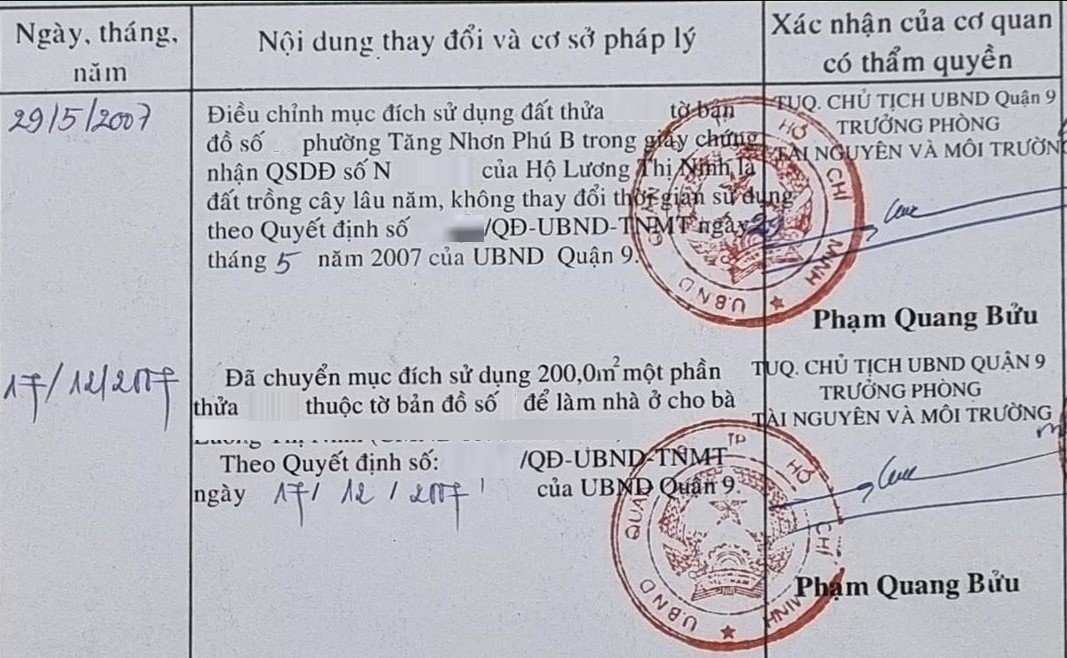 Ngày, tháng,
năm
Nội dung thay đổi và cơ sở pháp lý
Xác nhận của cơ quan
có thẩm quyền
29/5/2007
Điều chỉnh mục đích sử dụng đất thửa tờ bản
đồ số phường Tăng Nhơn Phú B trong giấy chứng
nhận QSDĐ số N của Hộ Lương Thị Ninh là
đất trồng cây lâu năm, không thay đổi thời gian sử dụng
theo Quyết định số /QĐ-UBND-TNMT ngày 29
tháng 5 năm 2007 của UBND Quận 9.
TUQ. CHỦ TỊCH UBND Quận 9
TRƯỞNG PHÒNG
TÀI NGUYÊN VÀ MÔI TRƯỜNG
Phạm Quang Bửu
17/12/2007
Đã chuyển mục đích sử dụng 200,0m² một phần
thửa thuộc tờ bản đồ số để làm nhà ở cho bà
Theo Quyết định số: /QĐ-UBND-TNMT
ngày 17/ 12 / 2007 của UBND Quận 9.
TUQ. CHỦ TỊCH UBND QUẬN 9
TRƯỞNG PHÒNG
TÀI NGUYÊN VÀ MÔI TRƯỜNG
Phạm Quang Bửu
TP HỒ CHÍ MINH
UBND QUẬN